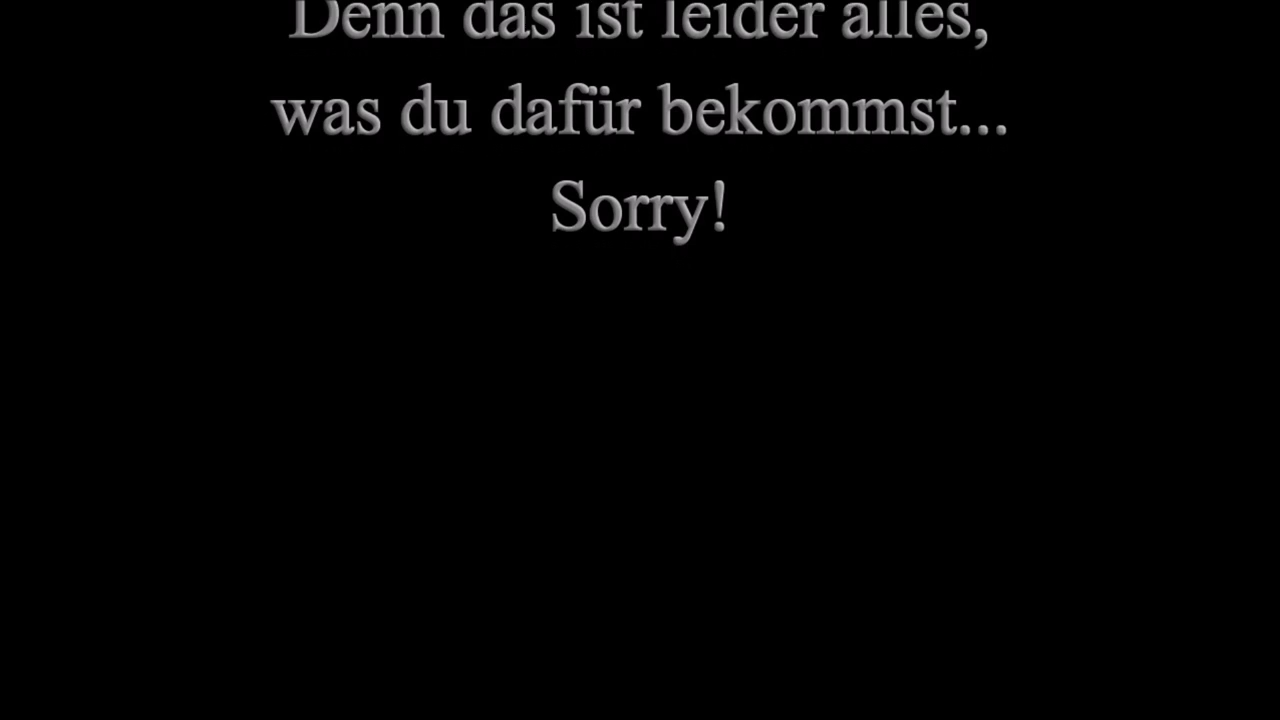 Denn das ist leider alles,
was du dafür bekommst...
Sorry!